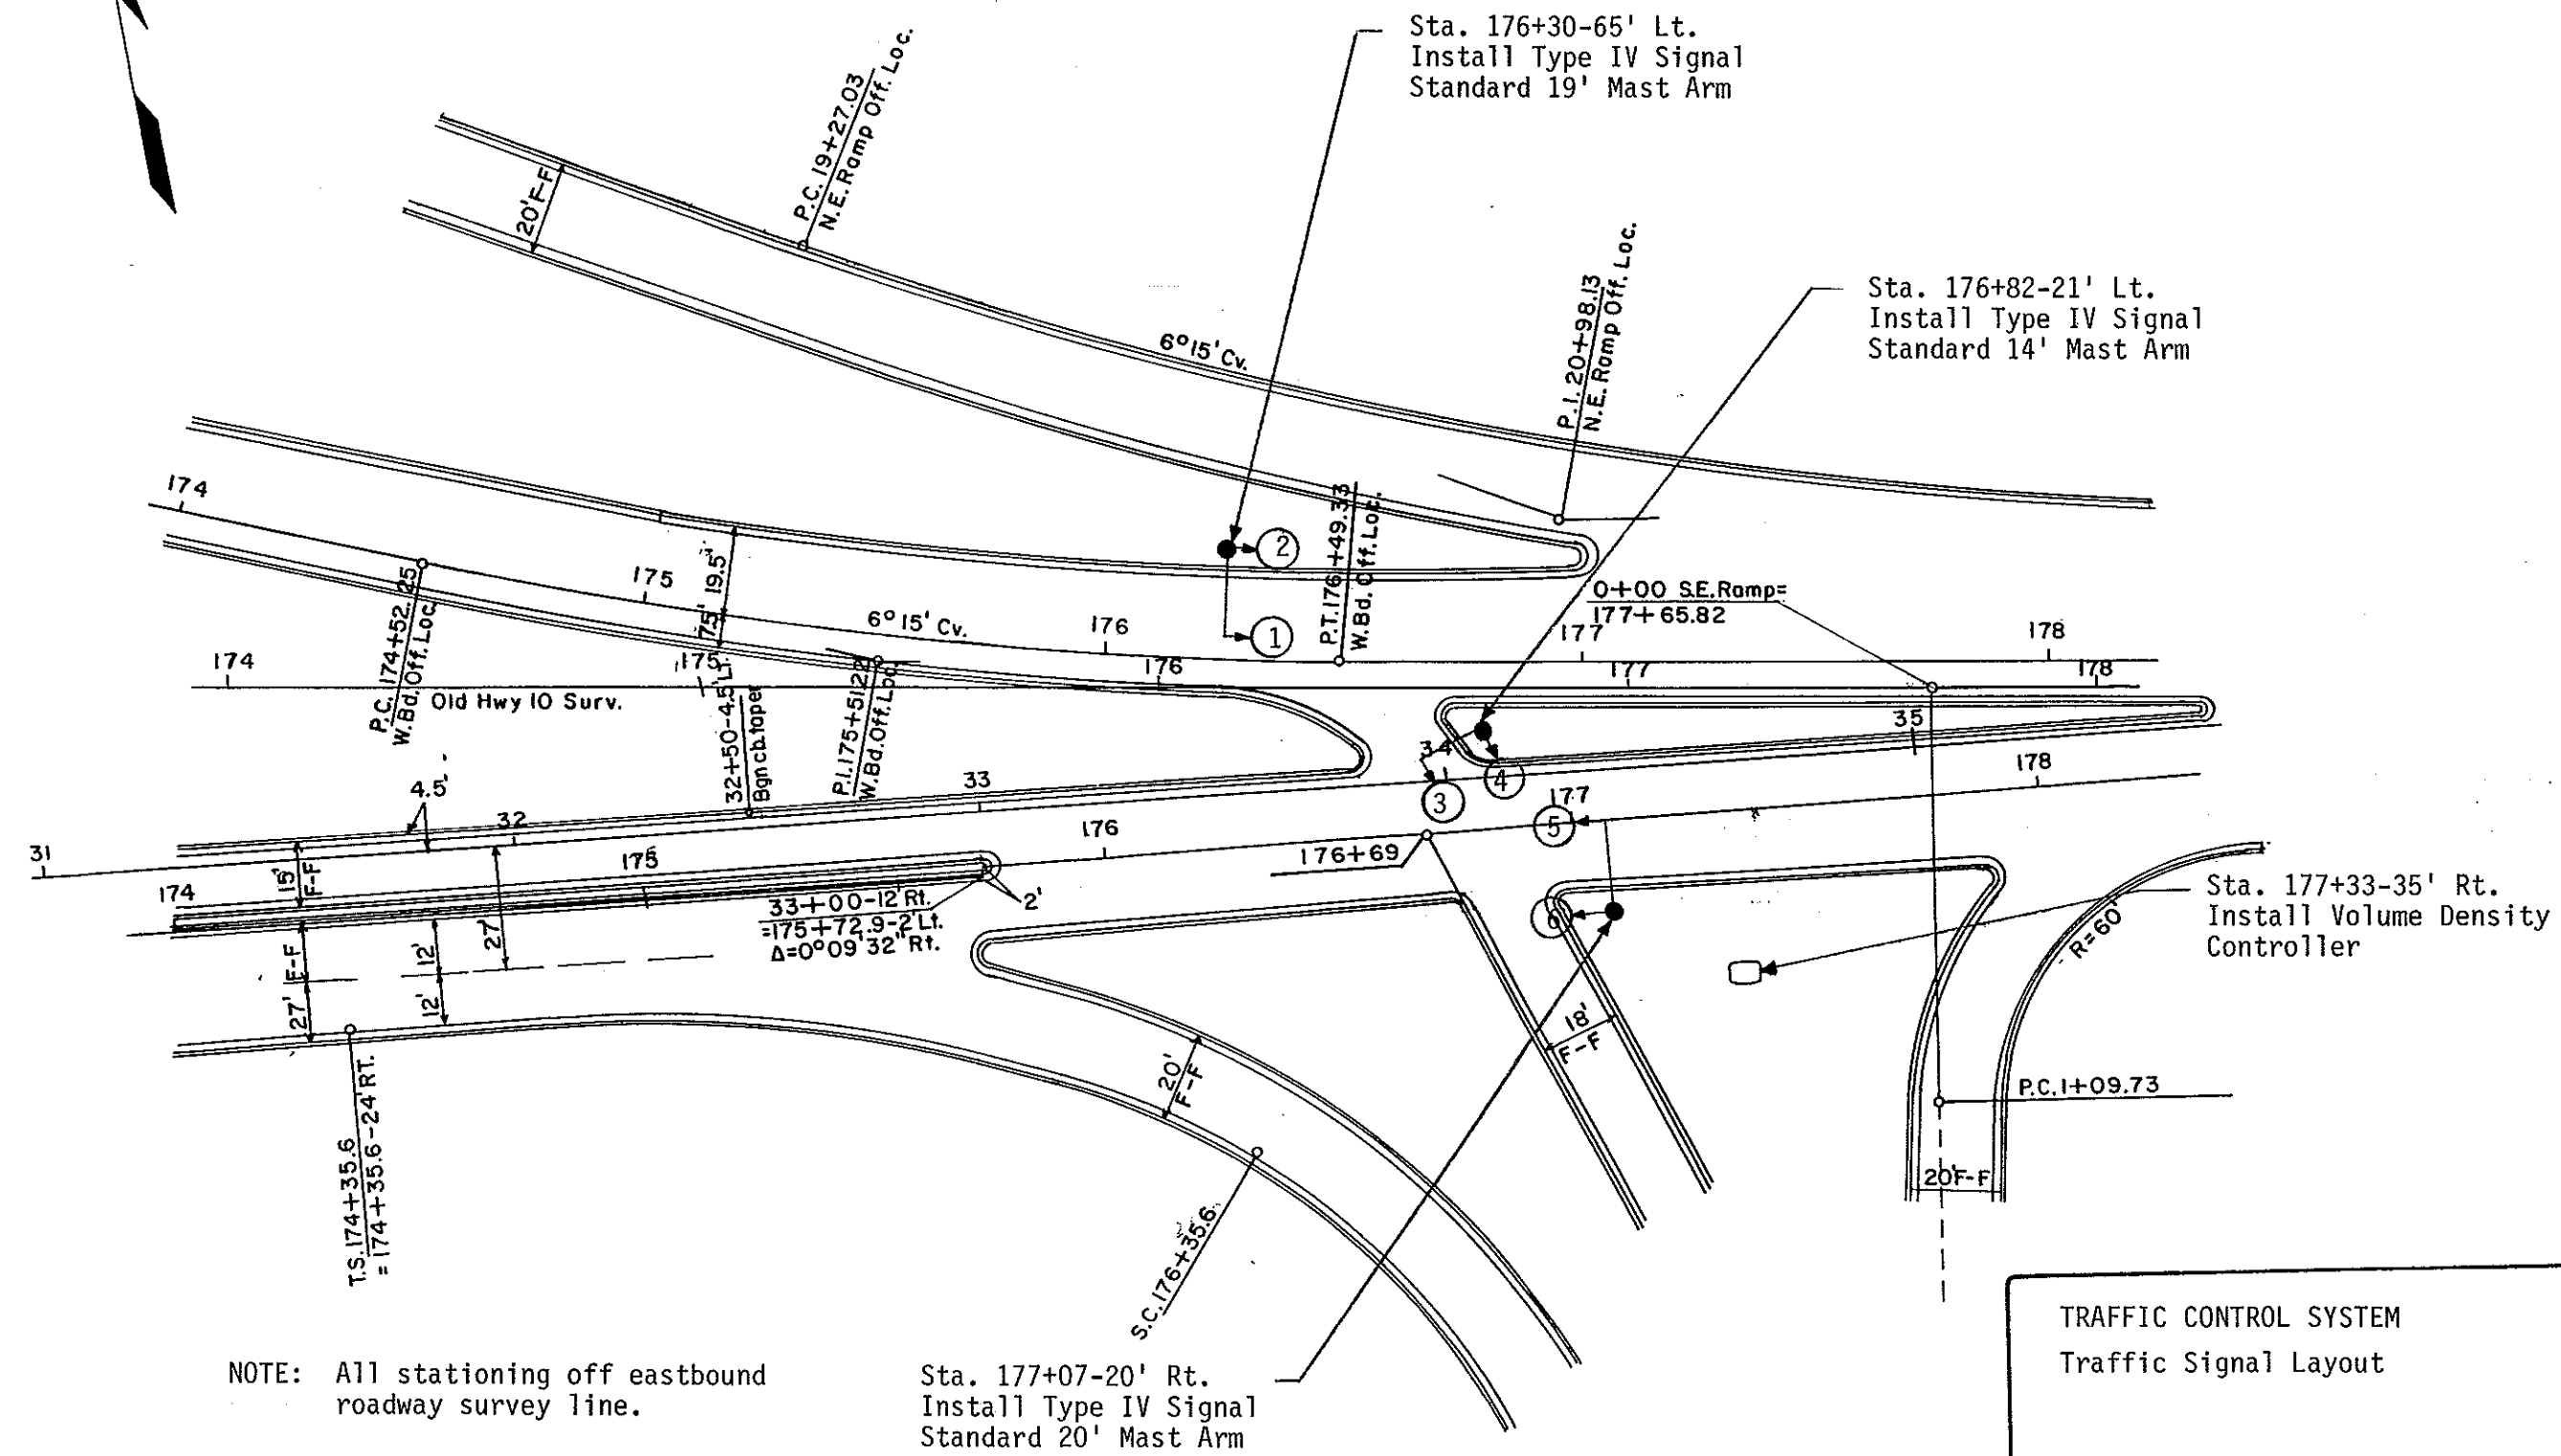 Sta. 176+30-65' Lt.
Install Type IV Signal
Standard 19' Mast Arm
P.C. 19+27.03
N.E. Ramp Off. Loc.
20' F-F
6°15' Cv.
P.I. 20+98.13
N.E. Ramp Off. Loc.
Sta. 176+82-21' Lt.
Install Type IV Signal
Standard 14' Mast Arm
174
P.C. 174+52.25
W.Bd. Off. Loc.
175
19.5'
75'
6°15' Cv.
176
2
1
P.T. 176+49.33
W.Bd. Off. Loc.
0+00 S.E. Ramp=
177+65.82
177
178
174
Old Hwy 10 Surv.
175
176
177
178
32+50-4.5' Lt.
Bgn cb. taper
P.I. 175+51.22
W.Bd. Off. Loc.
34
35
4
3
4.5'
31
32
33
174
175
176
177
178
5
6
176+69
15'
F-F
27'
12'
2'
33+00-12' Rt.
=175+72.9-2' Lt.
Δ=0°09'32" Rt.
F-F
27'
12'
18'
F-F
20'
F-F
Sta. 177+33-35' Rt.
Install Volume Density
Controller
R=60'
P.C. 1+09.73
20' F-F
T.S. 174+35.6
= 174+35.6-24' RT.
S.C. 176+35.6
NOTE: All stationing off eastbound
roadway survey line.
Sta. 177+07-20' Rt.
Install Type IV Signal
Standard 20' Mast Arm
TRAFFIC CONTROL SYSTEM
Traffic Signal Layout